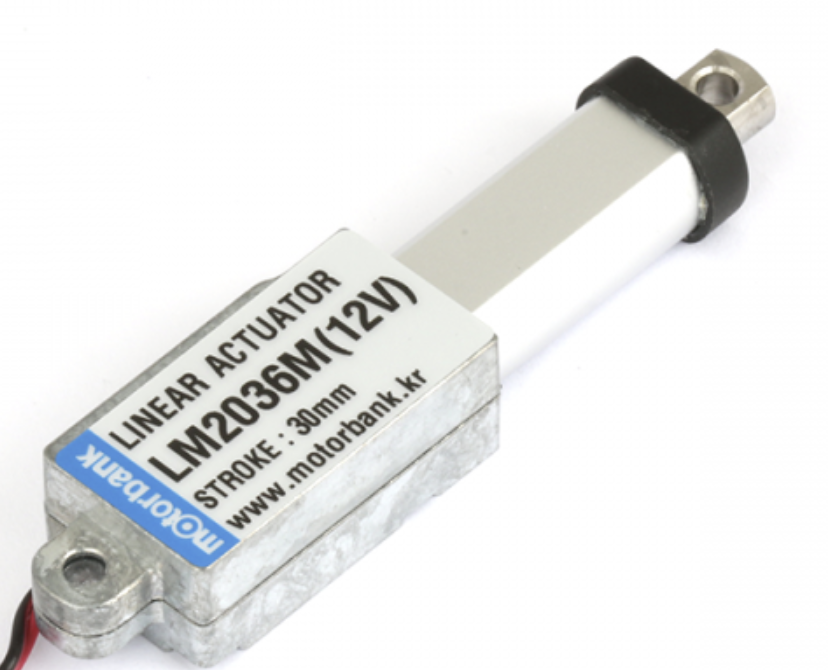 LINEAR ACTUATOR
LM2036M(12V)
STROKE : 30mm
www.motorbank.kr
motorbank